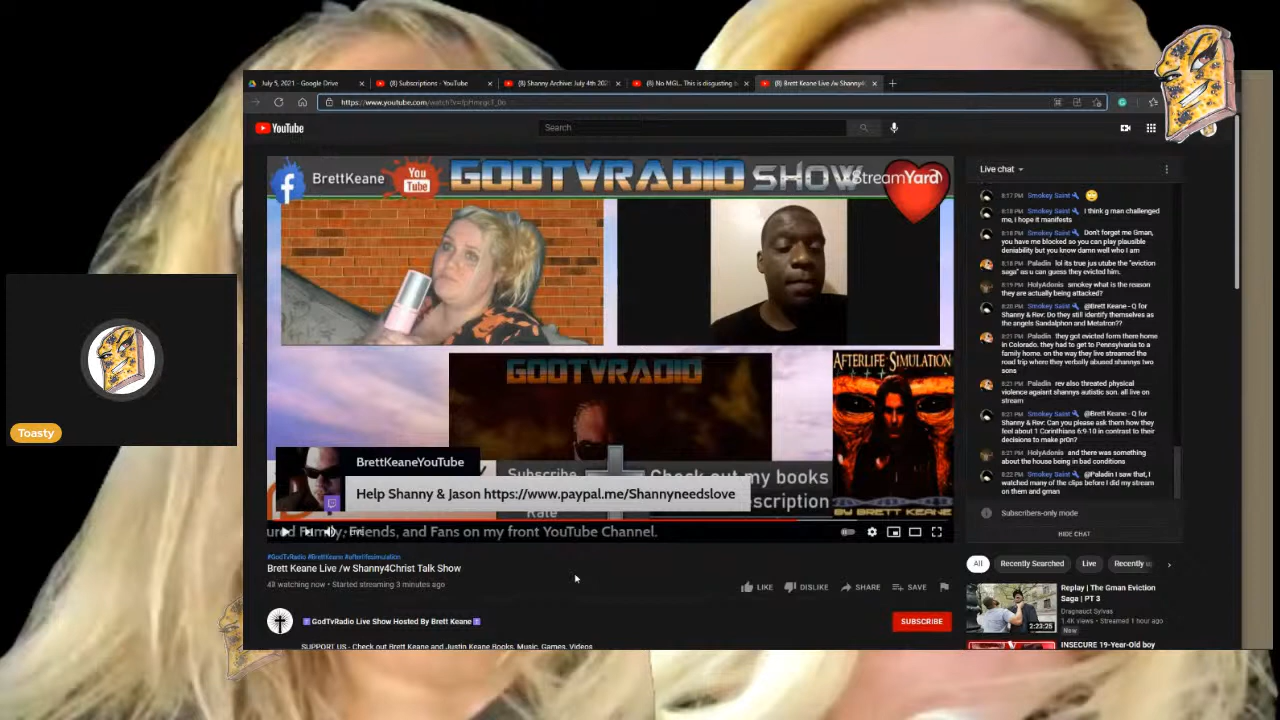 July 5, 2021 - Google Drive
(8) Subscriptions - YouTube
(8) Shanny Archive: July 4th 202
(8) No MGL.. This is disgusting
(8) Brett Keane Live /w Shanny4
https://www.youtube.com/watch?v=
YouTube
Search
BrettKeane
You
Tube
GODTVRADIO SHOW
StreamYard
GODTVRADIO
AFTERLIFE SIMULATION
BY BRETT KEANE
BrettKeaneYouTube
Help Shanny & Jason https://www.paypal.me/Shannyneedslove
Subscribe
Rate
Check out my books
scription
ured Family, Friends, and Fans on my front YouTube Channel.
LIVE
#GodTvRadio #BrettKeane #afterlifesimulation
Brett Keane Live /w Shanny4Christ Talk Show
watching now • Started streaming 3 minutes ago
LIKE
DISLIKE
SHARE
SAVE
GodTvRadio Live Show Hosted By Brett Keane
SUBSCRIBE
SUPPORT US - Check out Brett Keane and Justin Keane Books, Music, Games, Videos
Toasty
Live chat
8:17 PM Smokey Saint
8:18 PM Smokey Saint I think g man challenged
me, I hope it manifests
8:18 PM Smokey Saint Don't forget me Gman,
you have me blocked so you can play plausible
deniability but you know damn well who I am
8:18 PM Paladin lol its true jus utube the "eviction
saga" as u can guess they evicted him.
8:19 PM HolyAdonis smokey what is the reason
they are actually being attacked?
8:20 PM Smokey Saint @Brett Keane - Q for
Shanny & Rev: Do they still identify themselves as
the angels Sandalphon and Metatron??
8:21 PM Paladin they got evicted form there home
in Colorado. they had to get to Pennsylvania to a
family home. on the way they live streamed the
road trip where they verbally abused shannys two
sons
8:21 PM Paladin rev also threated physical
violence agaisnt shannys autistic son. all live on
stream
8:21 PM Smokey Saint @Brett Keane - Q for
Shanny & Rev: Can you please ask them how they
feel about 1 Corinthians 6:9-10 in contrast to their
decisions to make pr0n?
8:21 PM HolyAdonis and there was something
about the house being in bad conditions
8:22 PM Smokey Saint @Paladin I saw that, I
watched many of the clips before I did my stream
on them and gman
Subscribers-only mode
HIDE CHAT
All
Recently Searched
Live
Recently
Replay | The Gman Eviction
Saga | PT 3
Dragnauct Sylvas
1.4K views • Streamed 1 hour ago
New
2:23:25
INSECURE 19-Year-Old boy